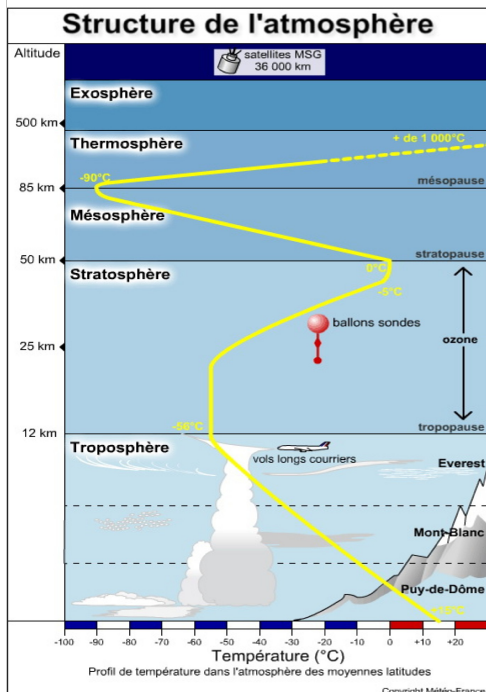 Structure de l'atmosphère
Altitude
satellites MSG
36 000 km
Exosphère
500 km
Thermosphère
+ de 1 000°C
-90°C
mésopause
85 km
Mésosphère
stratopause
50 km
0°C
Stratosphère
-5°C
ballons sondes
ozone
25 km
-56°C
tropopause
12 km
Troposphère
vols longs courriers
Everest
Mont-Blanc
Puy-de-Dôme
+15°C
-100 -90 -80 -70 -60 -50 -40 -30 -20 -10 0 +10 +20
Température (°C)
Profil de température dans l'atmosphère des moyennes latitudes
Copyright Météo-France